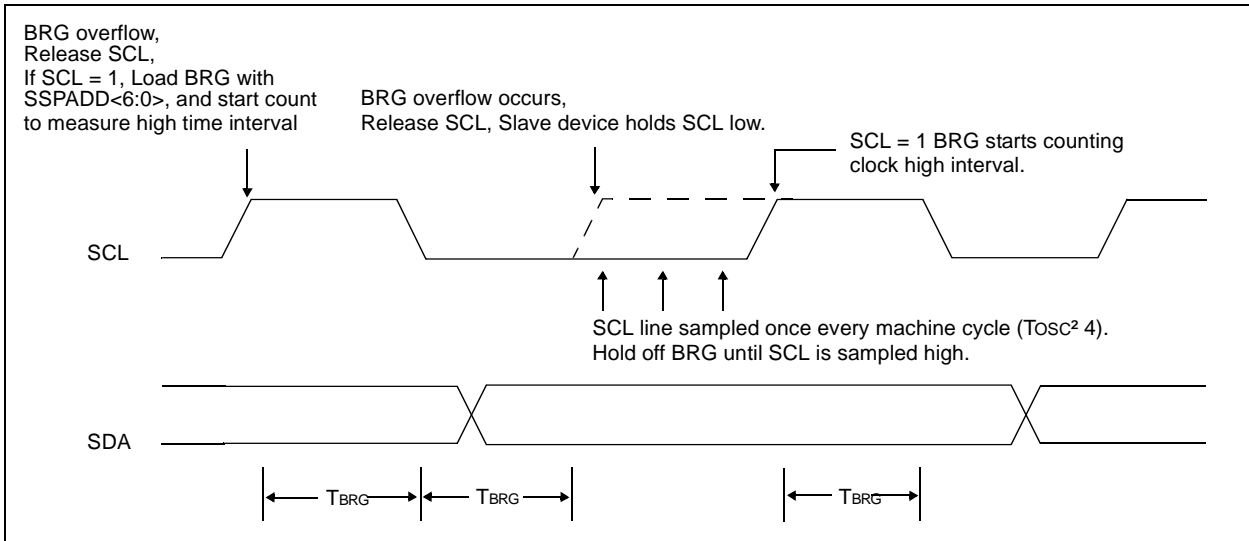 BRG overflow,
Release SCL,
If SCL = 1, Load BRG with
SSPADD<6:0>, and start count
to measure high time interval
BRG overflow occurs,
Release SCL, Slave device holds SCL low.
SCL = 1 BRG starts counting
clock high interval.
SCL
SCL line sampled once every machine cycle (TOSC² 4).
Hold off BRG until SCL is sampled high.
SDA
TBRG
TBRG
TBRG